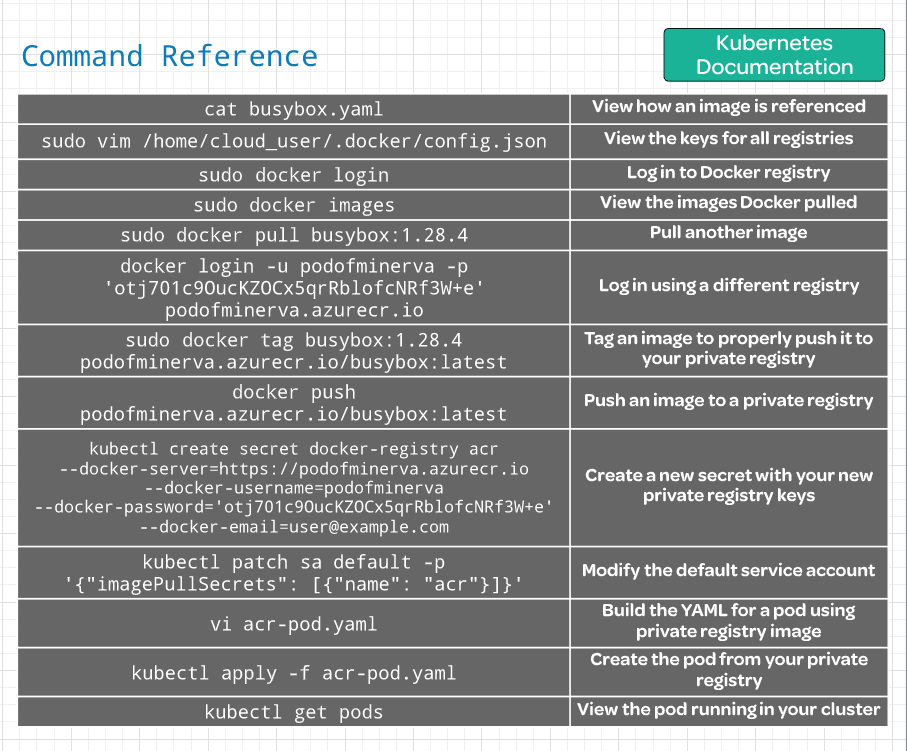 Command Reference
Kubernetes
Documentation
cat busybox.yaml
View how an image is referenced
sudo vim /home/cloud_user/.docker/config.json
View the keys for all registries
sudo docker login
Log in to Docker registry
sudo docker images
View the images Docker pulled
sudo docker pull busybox:1.28.4
Pull another image
docker login -u podofminerva -p
'otj701c9OucKZOCx5qrRblofcNRf3W+e'
podofminerva.azurecr.io
Log in using a different registry
sudo docker tag busybox:1.28.4
podofminerva.azurecr.io/busybox:latest
Tag an image to properly push it to
your private registry
docker push
podofminerva.azurecr.io/busybox:latest
Push an image to a private registry
kubectl create secret docker-registry acr
--docker-server=https://podofminerva.azurecr.io
--docker-username=podofminerva
--docker-password='otj701c9OucKZOCx5qrRblofcNRf3W+e'
--docker-email=user@example.com
Create a new secret with your new
private registry keys
kubectl patch sa default -p
'{"imagePullSecrets": [{"name": "acr"}]}'
Modify the default service account
vi acr-pod.yaml
Build the YAML for a pod using
private registry image
kubectl apply -f acr-pod.yaml
Create the pod from your private
registry
kubectl get pods
View the pod running in your cluster